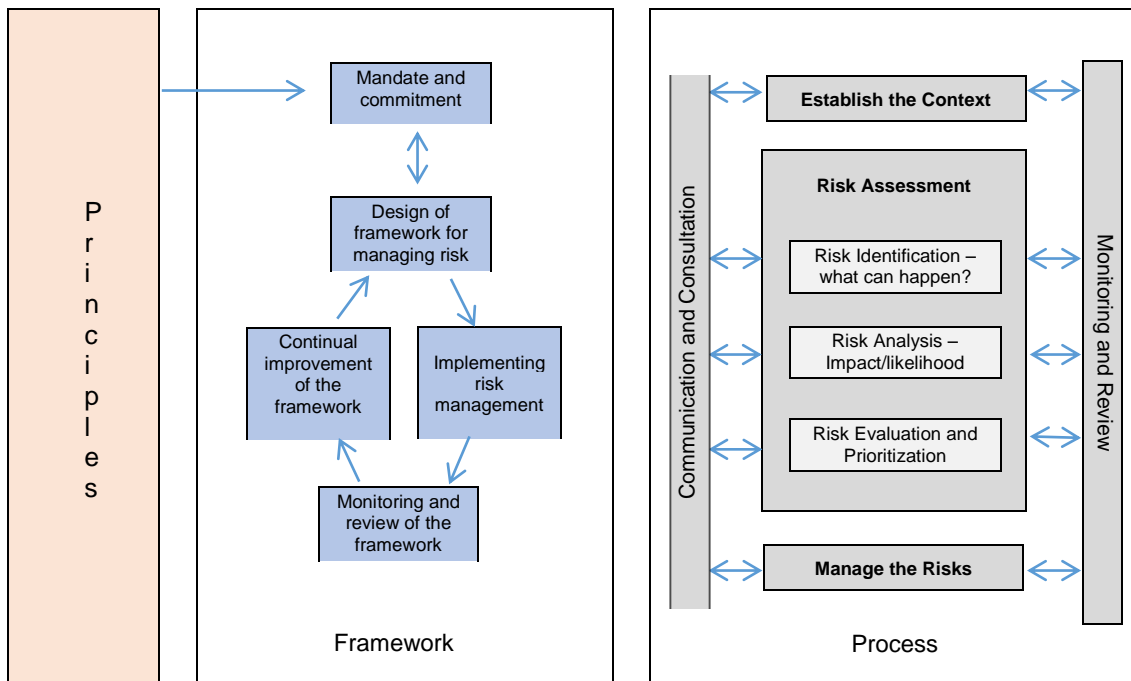 Principles
Mandate and
commitment
Design of
framework for
managing risk
Continual
improvement
of the
framework
Implementing
risk
management
Monitoring and
review of the
framework
Framework
Communication and Consultation
Establish the Context
Risk Assessment
Risk Identification –
what can happen?
Risk Analysis –
Impact/likelihood
Risk Evaluation and
Prioritization
Manage the Risks
Monitoring and Review
Process